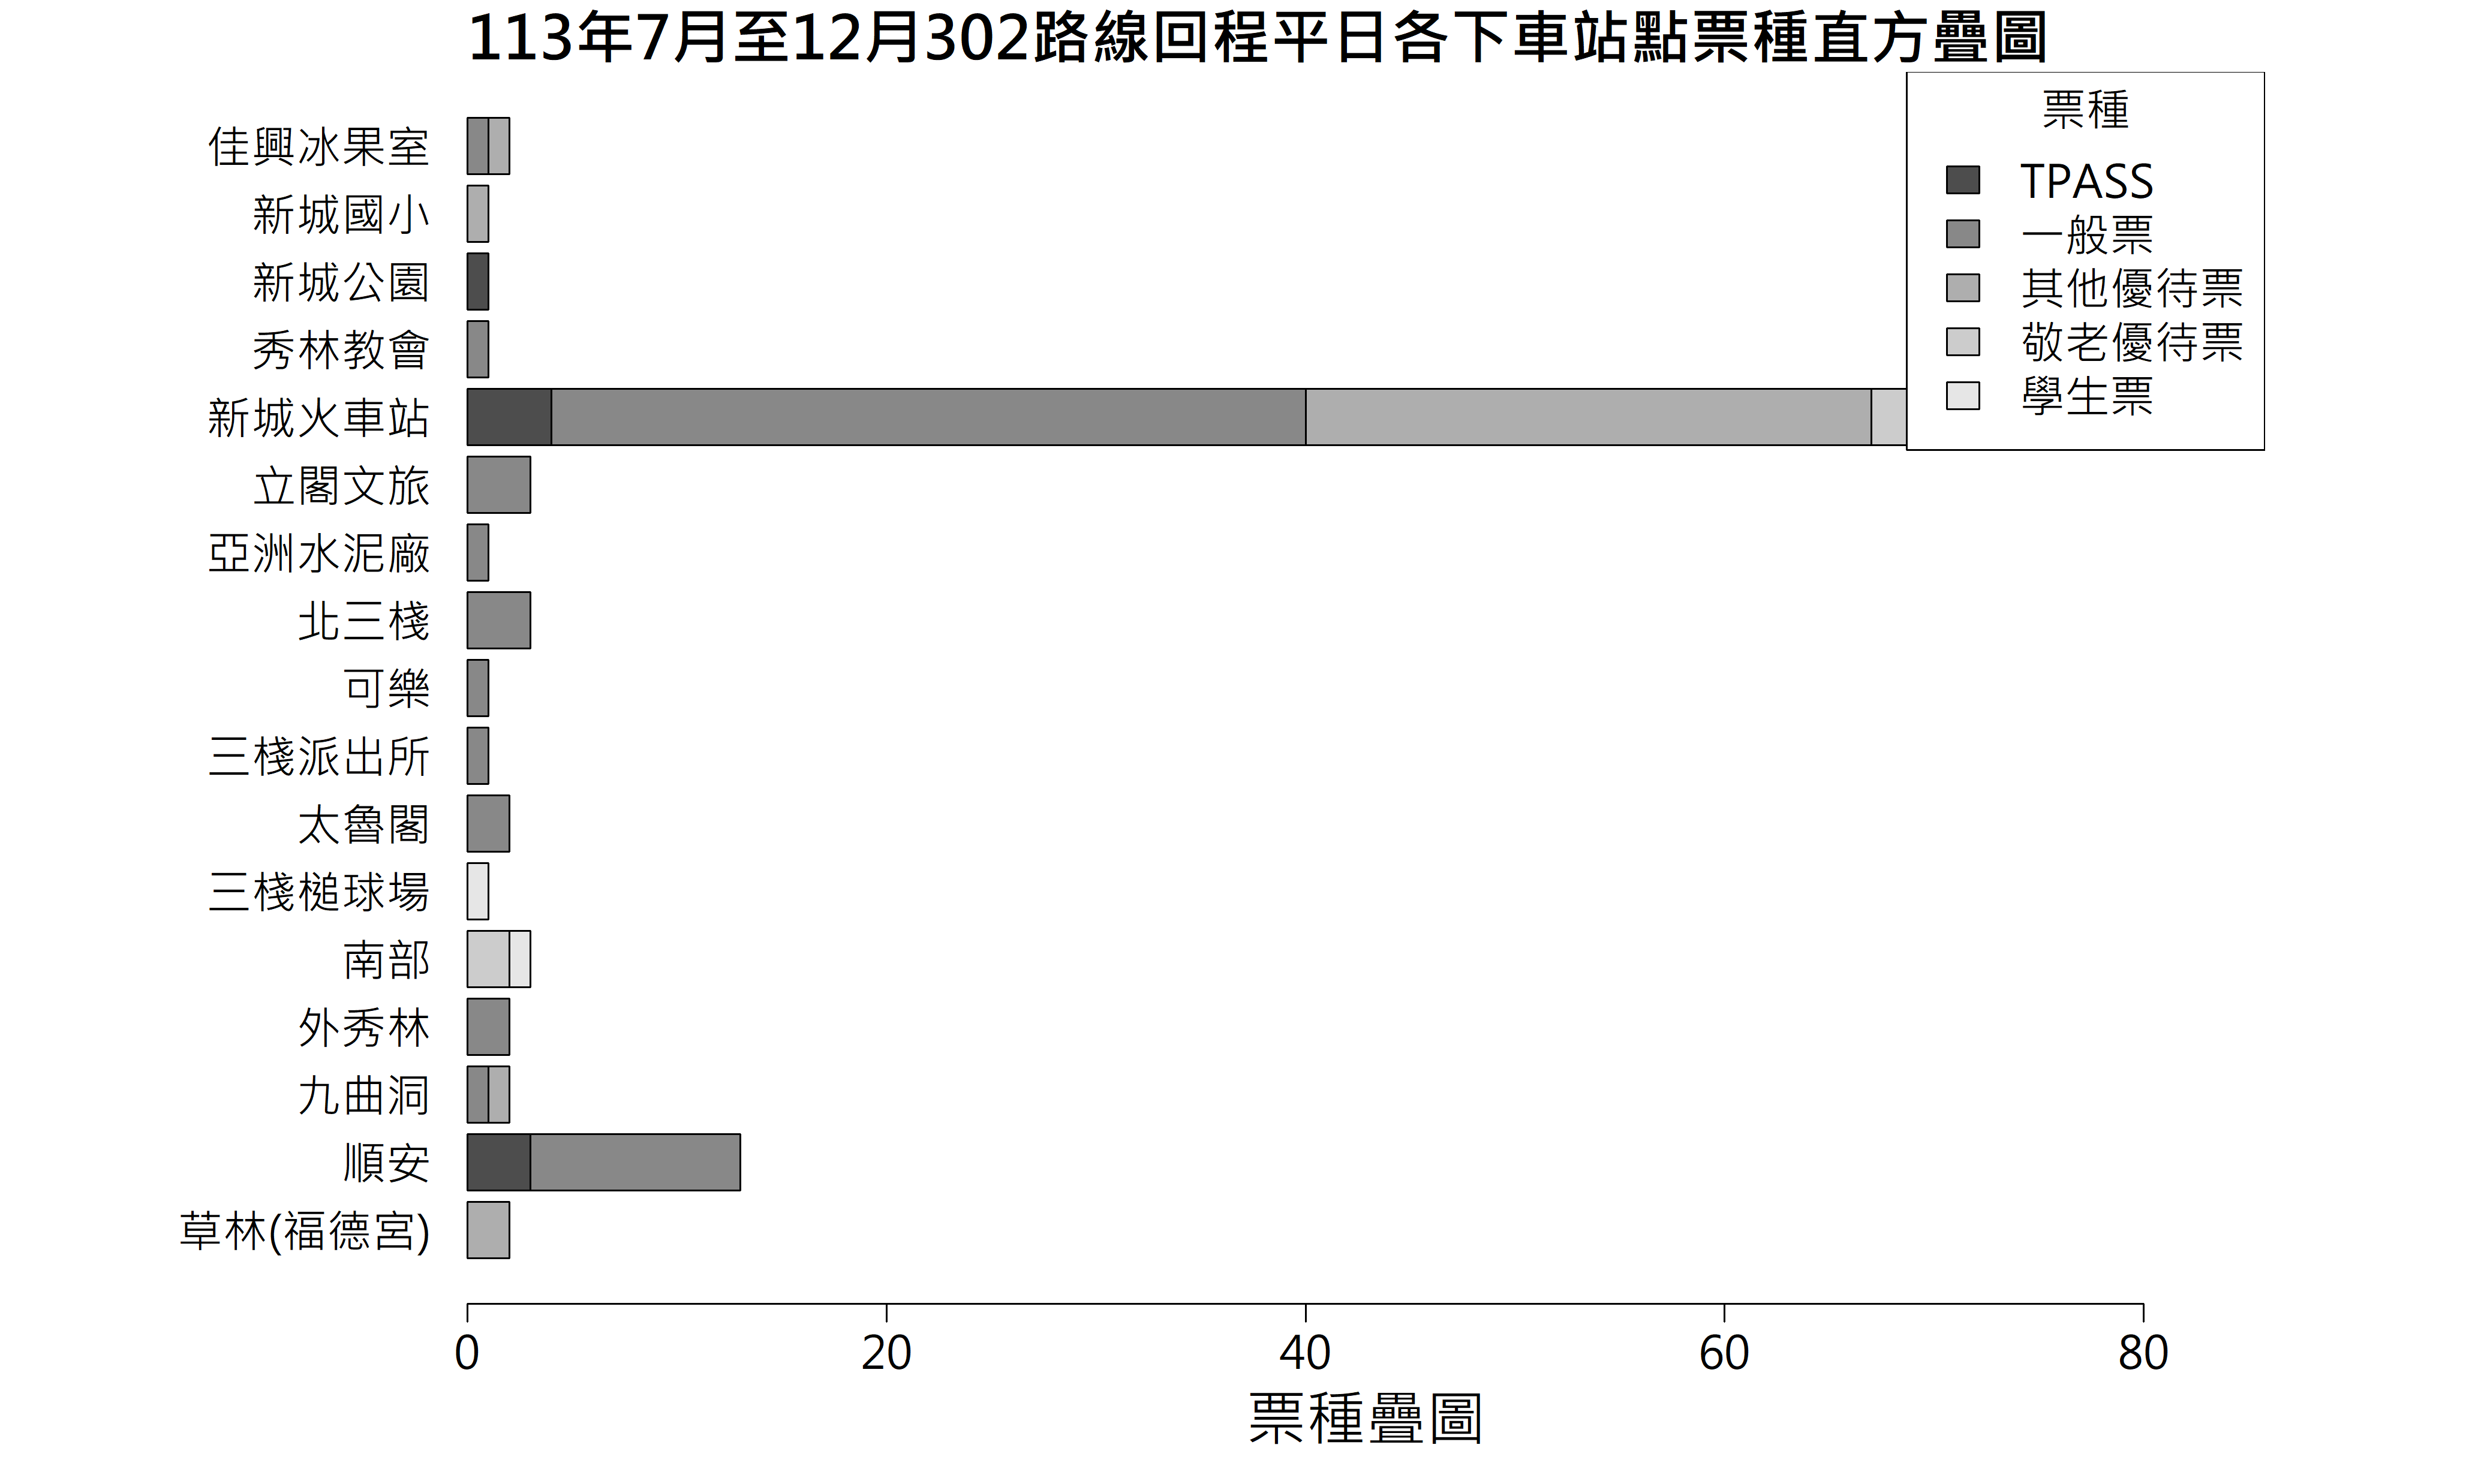 113年7月至12月302路線回程平日各下車站點票種直方疊圖
票種
TPASS
一般票
其他優待票
敬老優待票
學生票
佳興冰果室
新城國小
新城公園
秀林教會
新城火車站
立閣文旅
亞洲水泥廠
北三棧
可樂
三棧派出所
太魯閣
三棧槌球場
南部
外秀林
九曲洞
順安
草林(福德宮)
0 20 40 60 80
票種疊圖